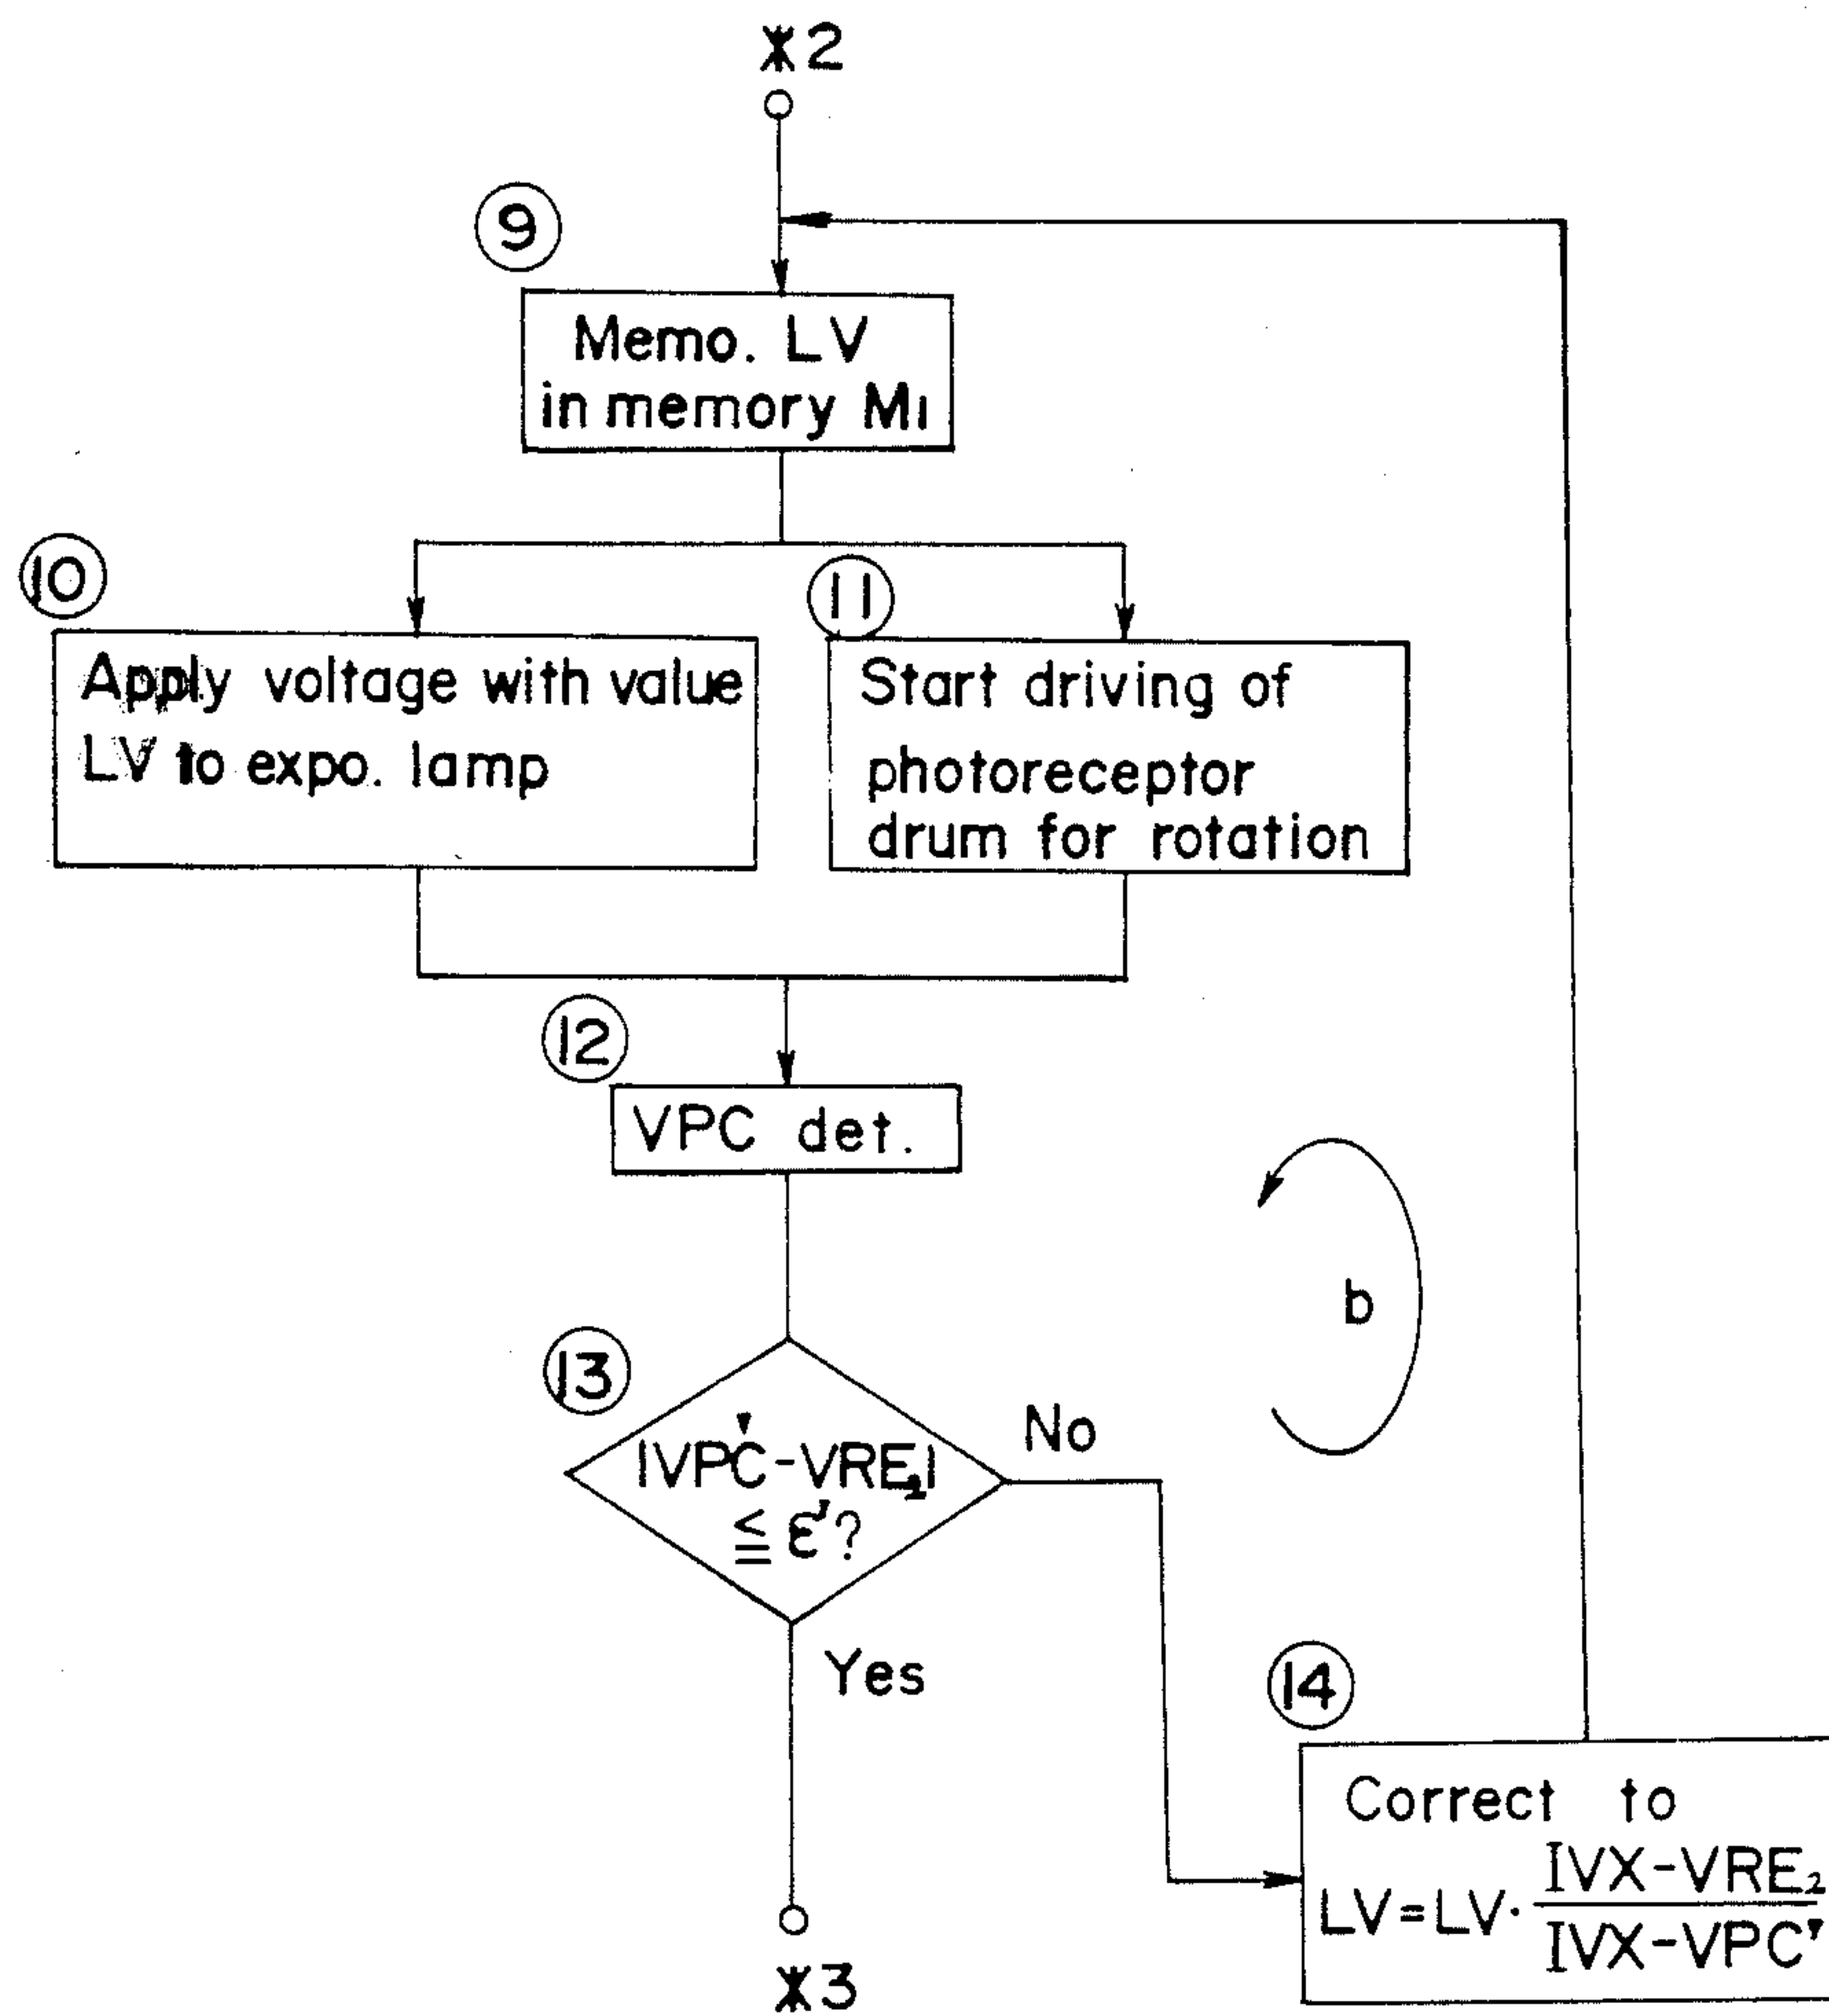 ※2
9
Memo. LV
in memory M1
10
Apply voltage with value
LV to expo. lamp
11
Start driving of
photoreceptor
drum for rotation
12
VPC det.
13
|VPC'-VRE2|
≦ ε'?
No
Yes
b
14
Correct to
LV=LV·
IVX-VRE2
IVX-VPC'
※3